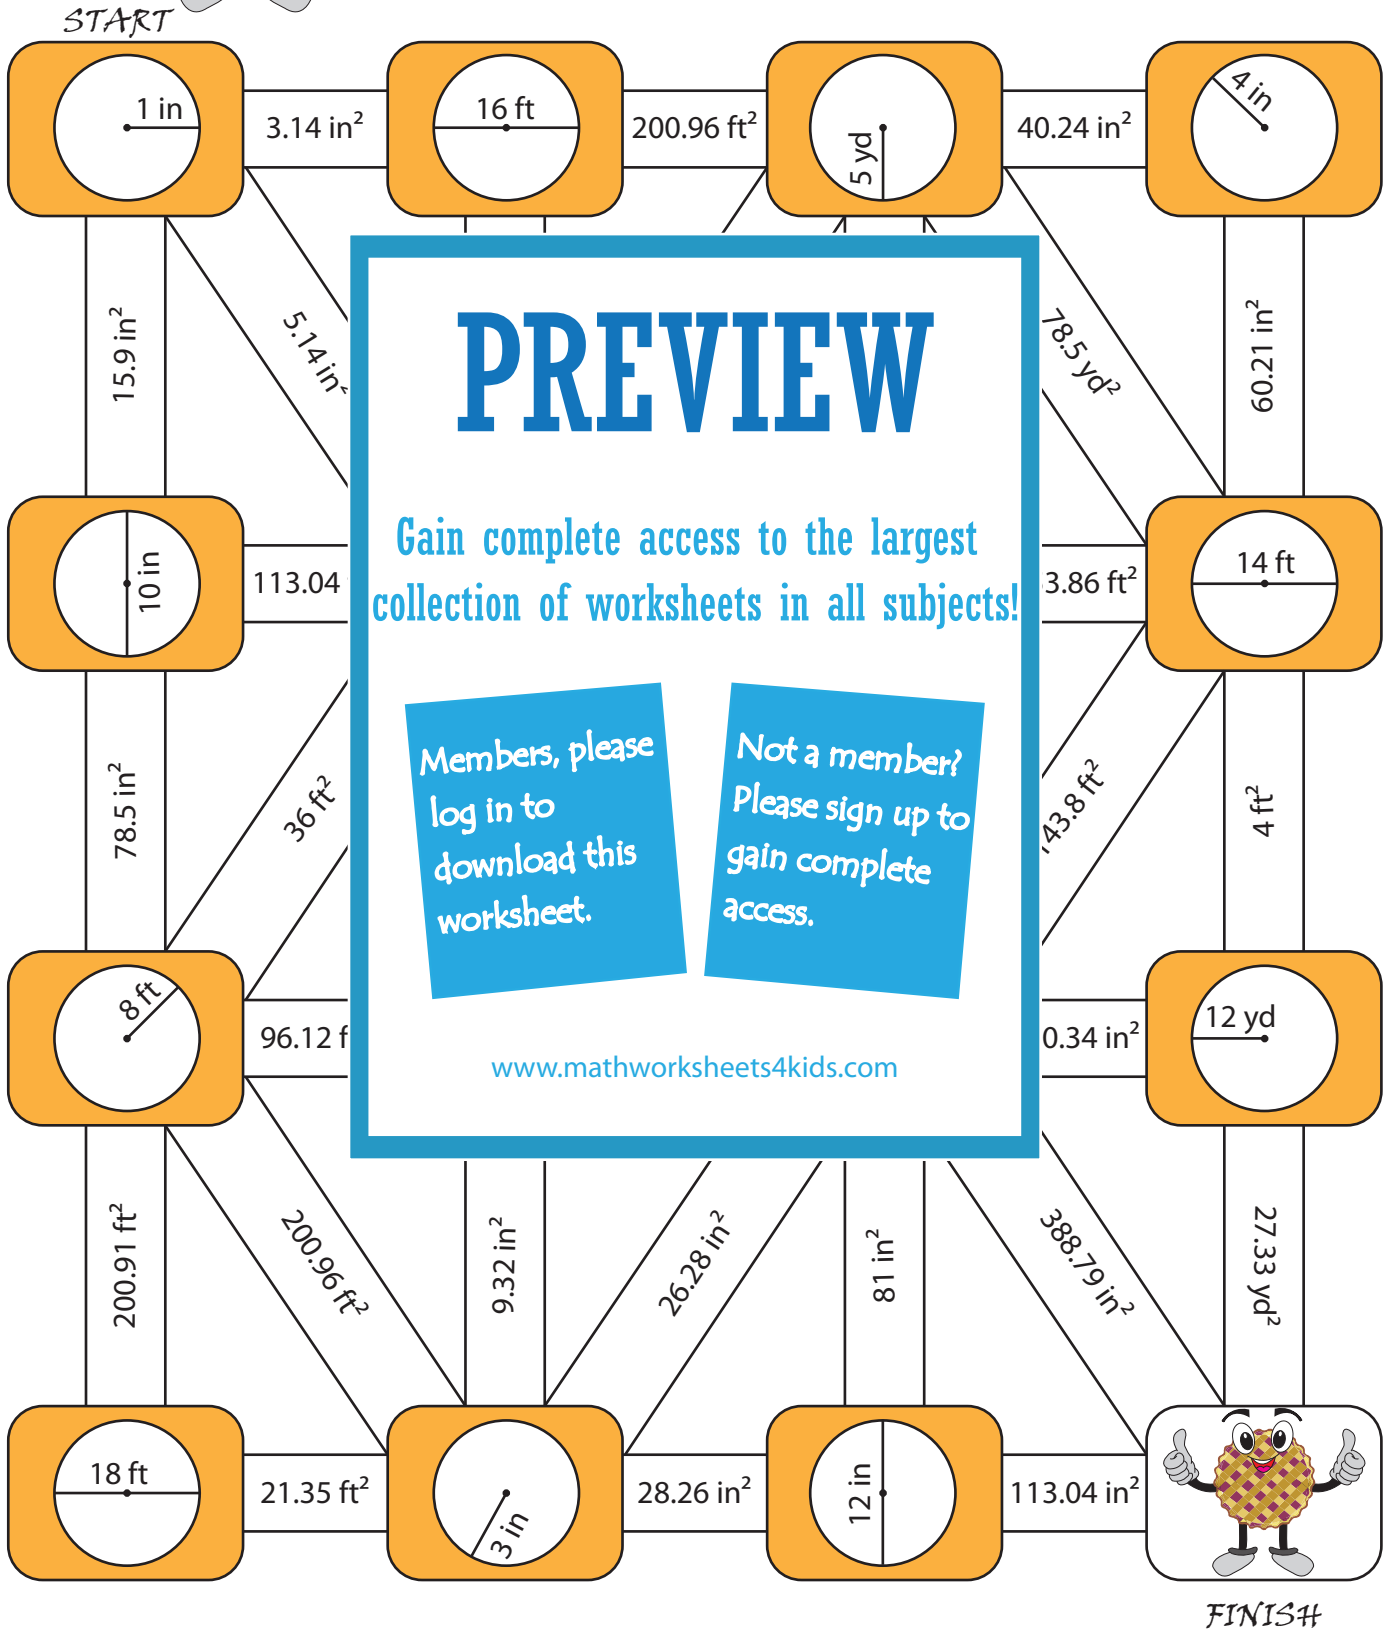 START
1 in
3.14 in²
16 ft
200.96 ft²
5 yd
40.24 in²
4 in
15.9 in²
5.14 in²
78.5 yd²
60.21 in²
PREVIEW
Gain complete access to the largest
collection of worksheets in all subjects!
10 in
113.04
3.86 ft²
14 ft
Members, please
log in to
download this
worksheet.
Not a member?
Please sign up to
gain complete
access.
78.5 in²
36 ft²
43.8 ft²
4 ft²
8 ft
96.12 f
0.34 in²
12 yd
www.mathworksheets4kids.com
200.91 ft²
200.96 ft²
9.32 in²
26.28 in²
81 in²
388.79 in²
27.33 yd²
18 ft
21.35 ft²
3 in
28.26 in²
12 in
113.04 in²
FINISH